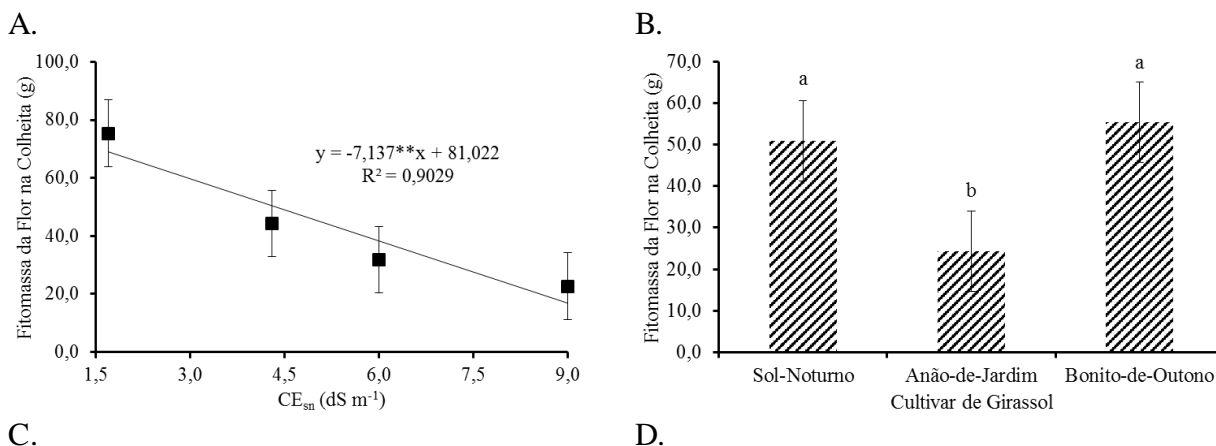 A.
Fitomassa da Flor na Colheita (g)
100,0
80,0
60,0
40,0
20,0
0,0
y = -7,137**x + 81,022
R² = 0,9029
1,5 3,0 4,5 6,0 7,5 9,0
CEsn (dS m⁻¹)
B.
Fitomassa da Flor na Colheita (g)
70,0
60,0
50,0
40,0
30,0
20,0
10,0
0,0
a
b
a
Sol-Noturno Anão-de-Jardim Bonito-de-Outono
Cultivar de Girassol
C.
D.